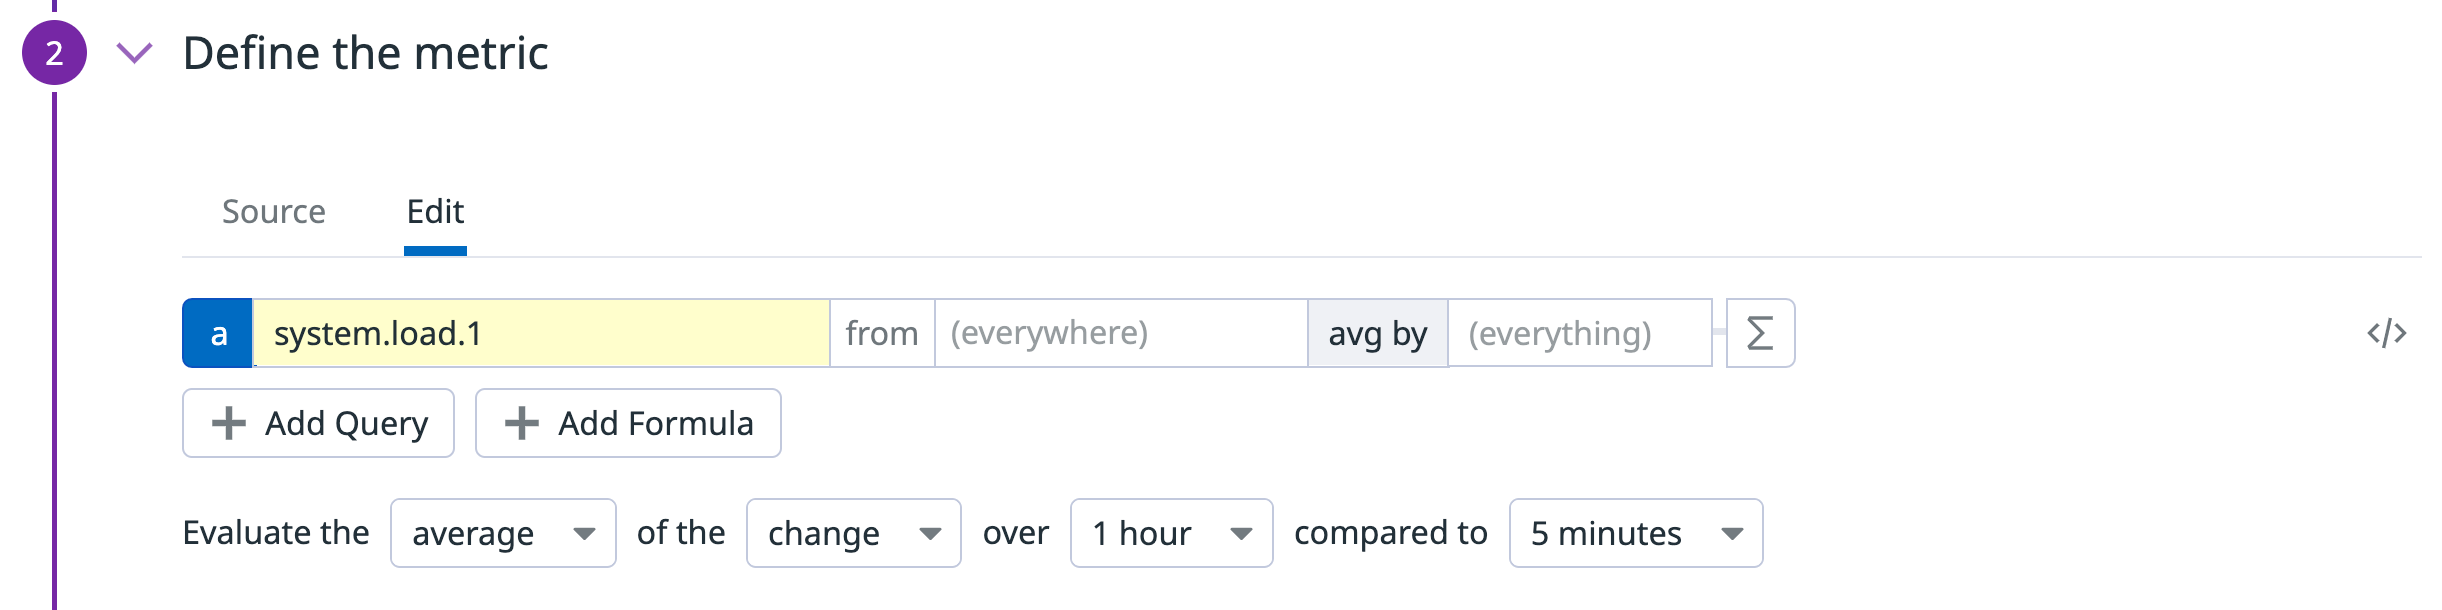 2 Define the metric
Source Edit
a system.load.1 from (everywhere) avg by (everything) Σ </>
+ Add Query + Add Formula
Evaluate the average of the change over 1 hour compared to 5 minutes